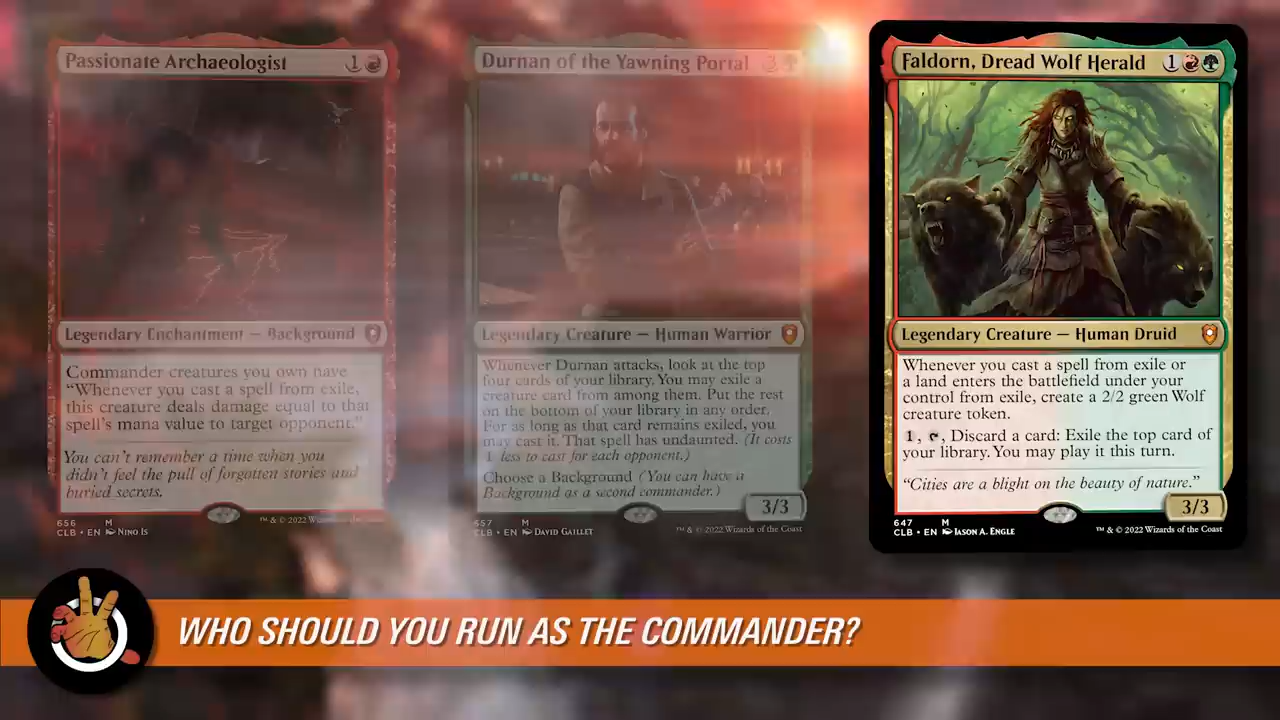 Passionate Archaeologist 1
Legendary Enchantment — Background
Commander creatures you own have
“Whenever you cast a spell from exile,
this creature deals damage equal to that
spell’s mana value to target opponent.”
You can’t remember a time when you
didn’t feel the pull of forgotten stories and
buried secrets.
656 M
CLB • EN Nino Is
™ & © 2022 Wizards of the Coast
Durnan of the Yawning Portal 3
Legendary Creature — Human Warrior
Whenever Durnan attacks, look at the top
four cards of your library. You may exile a
creature card from among them. Put the rest
on the bottom of your library in any order.
For as long as that card remains exiled, you
may cast it. That spell has undaunted. (It costs
1 less to cast for each opponent.)
Choose a Background (You can have a
Background as a second commander.)
3/3
657 M
CLB • EN David Gaillet
™ & © 2022 Wizards of the Coast
Faldorn, Dread Wolf Herald 1
Legendary Creature — Human Druid
Whenever you cast a spell from exile or
a land enters the battlefield under your
control from exile, create a 2/2 green Wolf
creature token.
1, , Discard a card: Exile the top card of
your library. You may play it this turn.
“Cities are a blight on the beauty of nature.”
3/3
647 M
CLB • EN Jason A. Engle
™ & © 2022 Wizards of the Coast
WHO SHOULD YOU RUN AS THE COMMANDER?